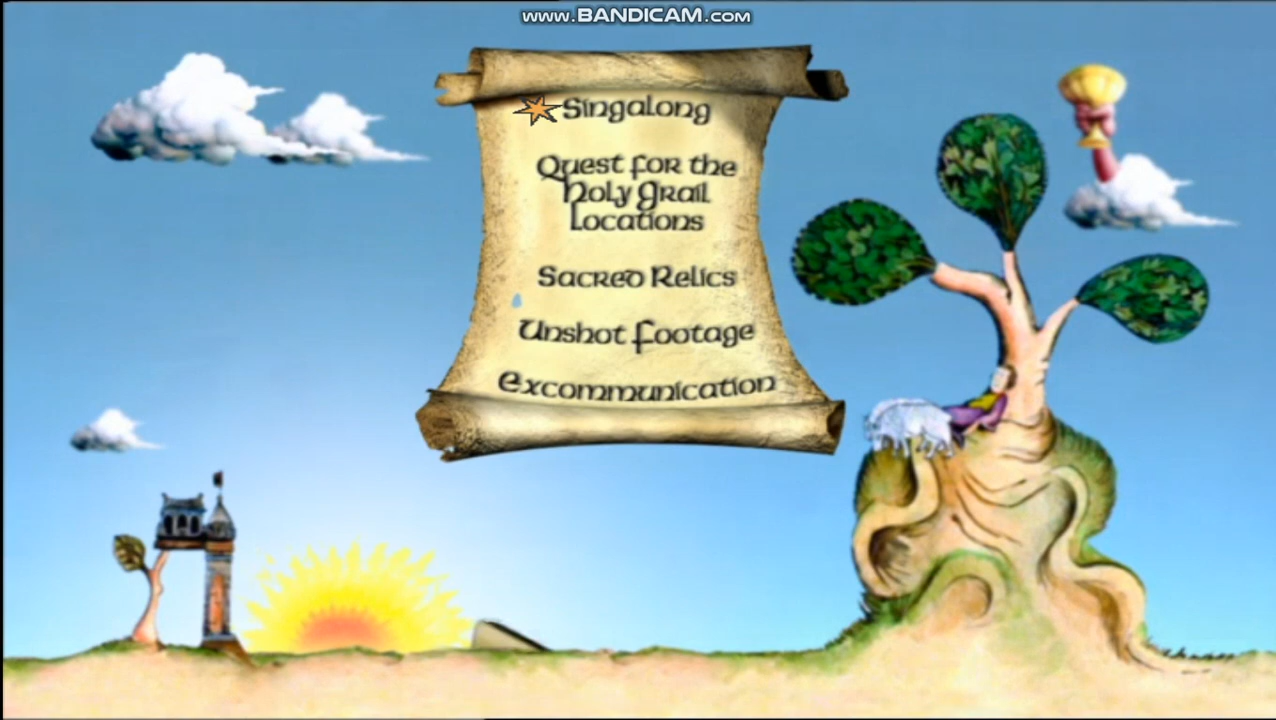 www.BANDICAM.com
Singalong
Quest for the
Holy Grail
Locations
Sacred Relics
Unshot Footage
Excommunication